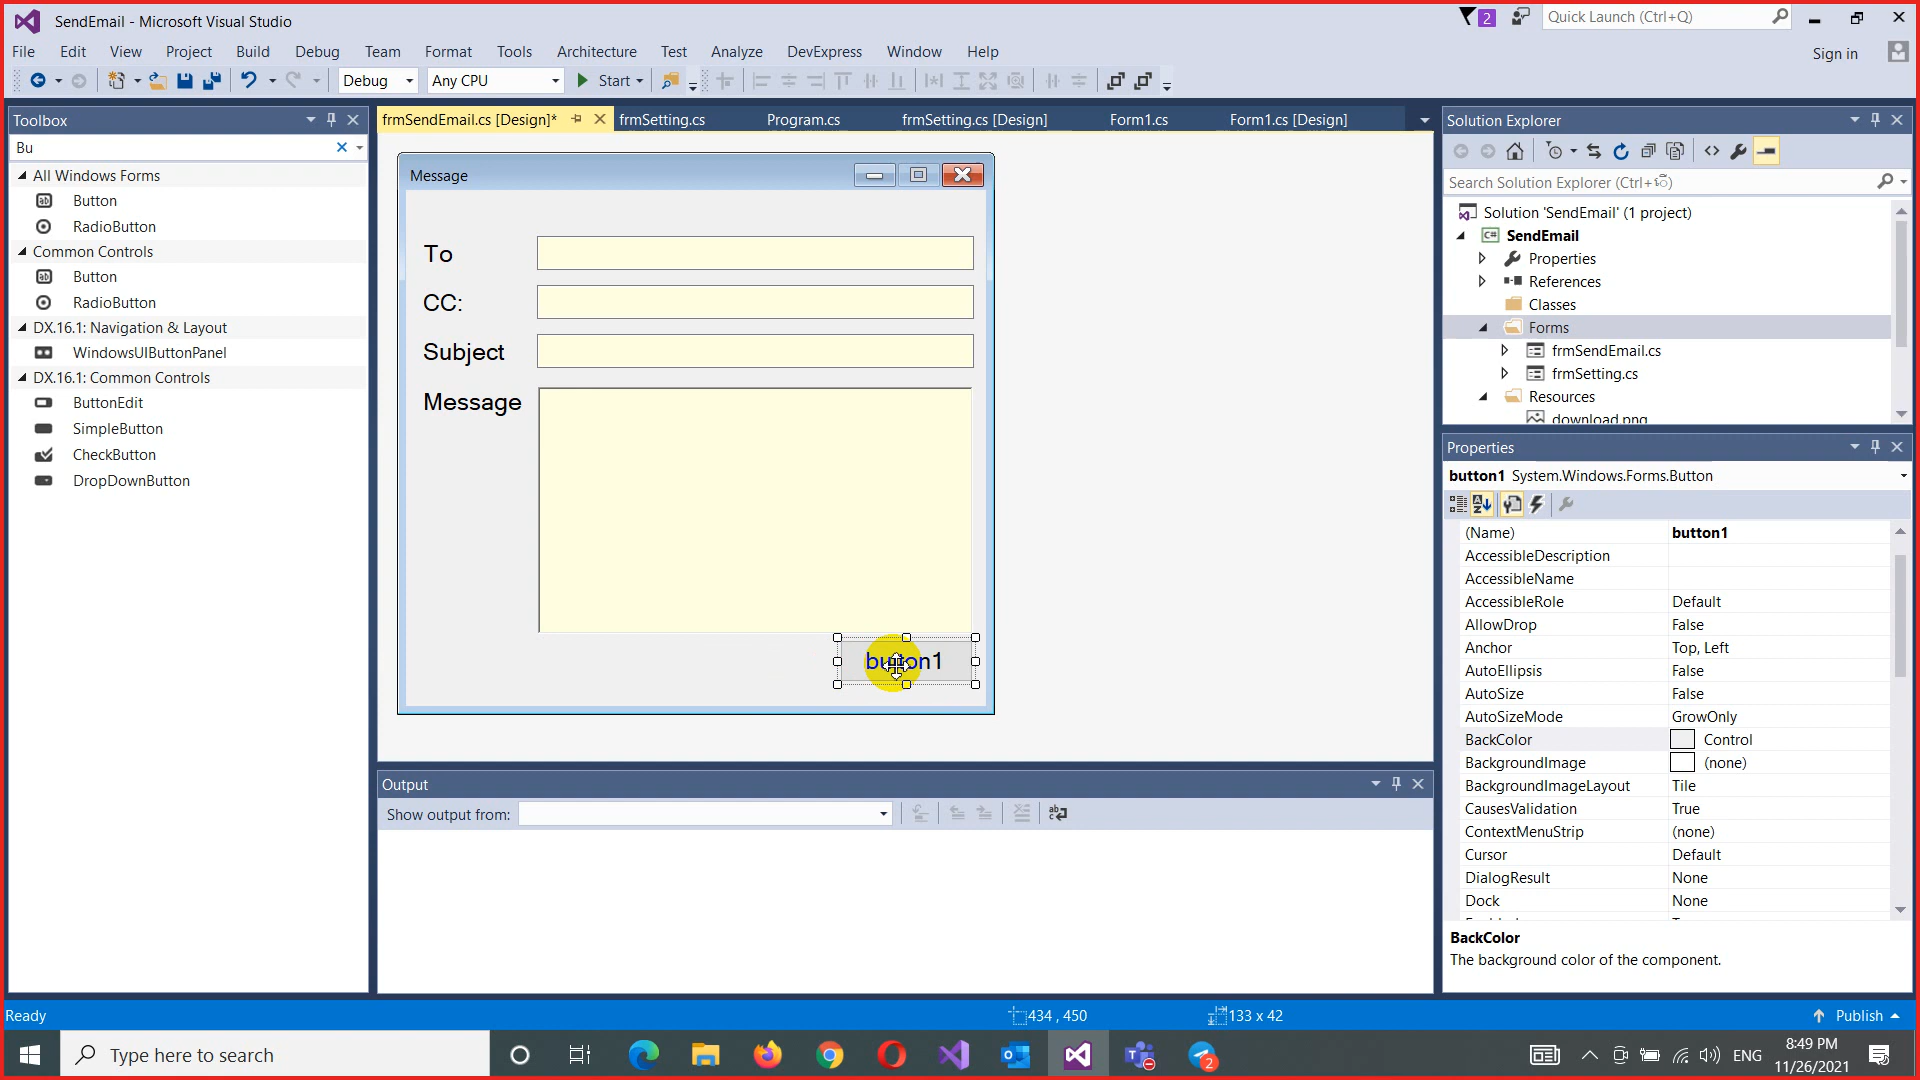 SendEmail - Microsoft Visual Studio
2
Quick Launch (Ctrl+Q)
File Edit View Project Build Debug Team Format Tools Architecture Test Analyze DevExpress Window Help
Sign in
Debug Any CPU Start
Toolbox
Bu
All Windows Forms
Button
RadioButton
Common Controls
Button
RadioButton
DX.16.1: Navigation & Layout
WindowsUIButtonPanel
DX.16.1: Common Controls
ButtonEdit
SimpleButton
CheckButton
DropDownButton
frmSendEmail.cs [Design]* frmSetting.cs Program.cs frmSetting.cs [Design] Form1.cs Form1.cs [Design]
Message
To
CC:
Subject
Message
button1
Output
Show output from:
Solution Explorer
Search Solution Explorer (Ctrl+
Solution 'SendEmail' (1 project)
C# SendEmail
Properties
References
Classes
Forms
frmSendEmail.cs
frmSetting.cs
Resources
download.png
Properties
button1 System.Windows.Forms.Button
(Name) button1
AccessibleDescription
AccessibleName
AccessibleRole Default
AllowDrop False
Anchor Top, Left
AutoEllipsis False
AutoSize False
AutoSizeMode GrowOnly
BackColor Control
BackgroundImage (none)
BackgroundImageLayout Tile
CausesValidation True
ContextMenuStrip (none)
Cursor Default
DialogResult None
Dock None
BackColor
The background color of the component.
Ready 434 , 450 133 x 42 Publish
Type here to search
2
ENG
8:49 PM
11/26/2021